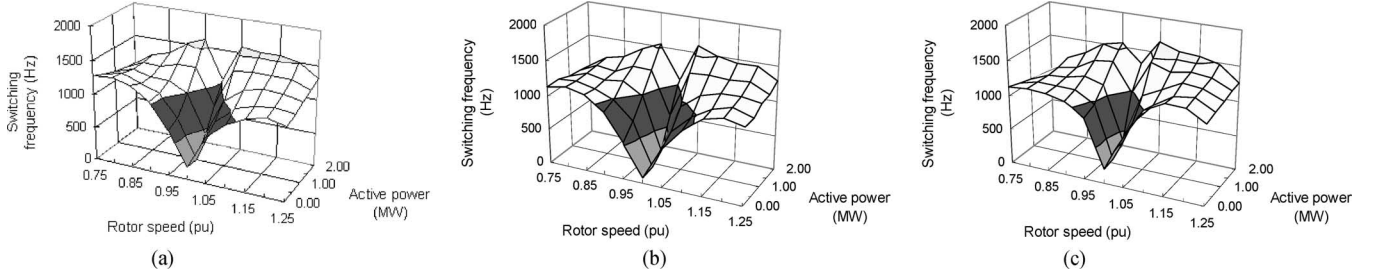 2000
1500
1000
500
0
Switching
frequency (Hz)
0.75
0.85
0.95
1.05
1.15
1.25
Rotor speed (pu)
2.00
1.00
0.00
Active power
(MW)
(a)
2000
1500
1000
500
0
Switching frequency
(Hz)
0.75
0.85
0.95
1.05
1.15
1.25
Rotor speed (pu)
2.00
1.00
0.00
Active power
(MW)
(b)
2000
1500
1000
500
0
Switching frequency
(Hz)
0.75
0.85
0.95
1.05
1.15
1.25
Rotor speed (pu)
2.00
1.00
0.00
Active power
(MW)
(c)